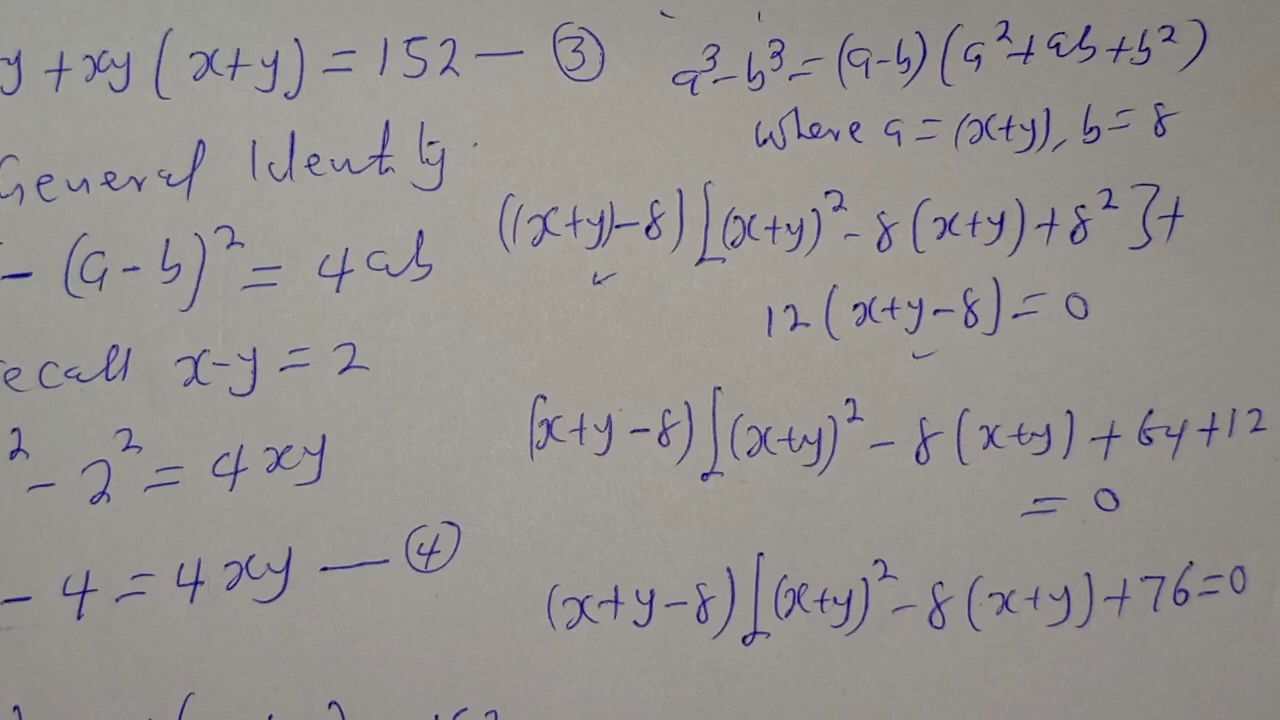 y + xy (x+y) = 152 — ③
General Identity.
- (a-b)² = 4ab
ecall x-y = 2
² - 2² = 4xy
- 4 = 4xy — ④
a³-b³ = (a-b) (a²+ab+b²)
where a = (x+y), b = 8
((x+y)-8) [(x+y)² - 8(x+y) + 8²] +
12 (x+y-8) = 0
(x+y-8) [(x+y)² - 8(x+y) + 64+12
= 0
(x+y-8) [(x+y)² - 8(x+y) + 76=0